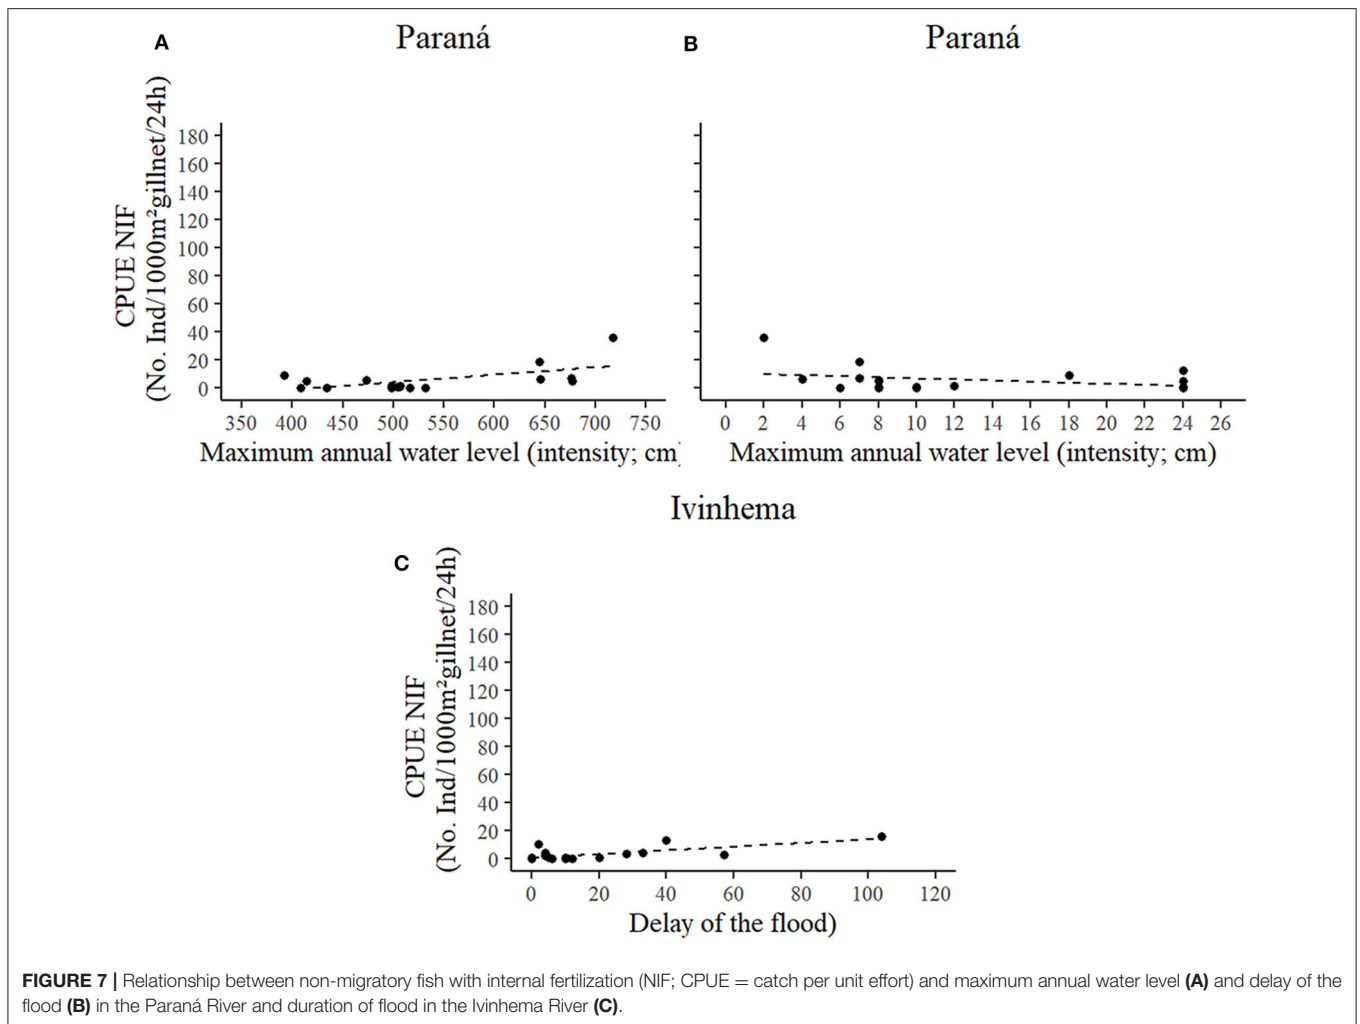 A Paraná
CPUE NIF
(No. Ind/1000m²gillnet/24h)
180
160
140
120
100
80
60
40
20
0
350 400 450 500 550 600 650 700 750
Maximum annual water level (intensity; cm)
B Paraná
0 2 4 6 8 10 12 14 16 18 20 22 24 26
Maximum annual water level (intensity; cm)
Ivinhema
C
CPUE NIF
(No. Ind/1000m²gillnet/24h)
180
160
140
120
100
80
60
40
20
0
0 20 40 60 80 100 120
Delay of the flood)
FIGURE 7 | Relationship between non-migratory fish with internal fertilization (NIF; CPUE = catch per unit effort) and maximum annual water level (A) and delay of the
flood (B) in the Paraná River and duration of flood in the Ivinhema River (C).